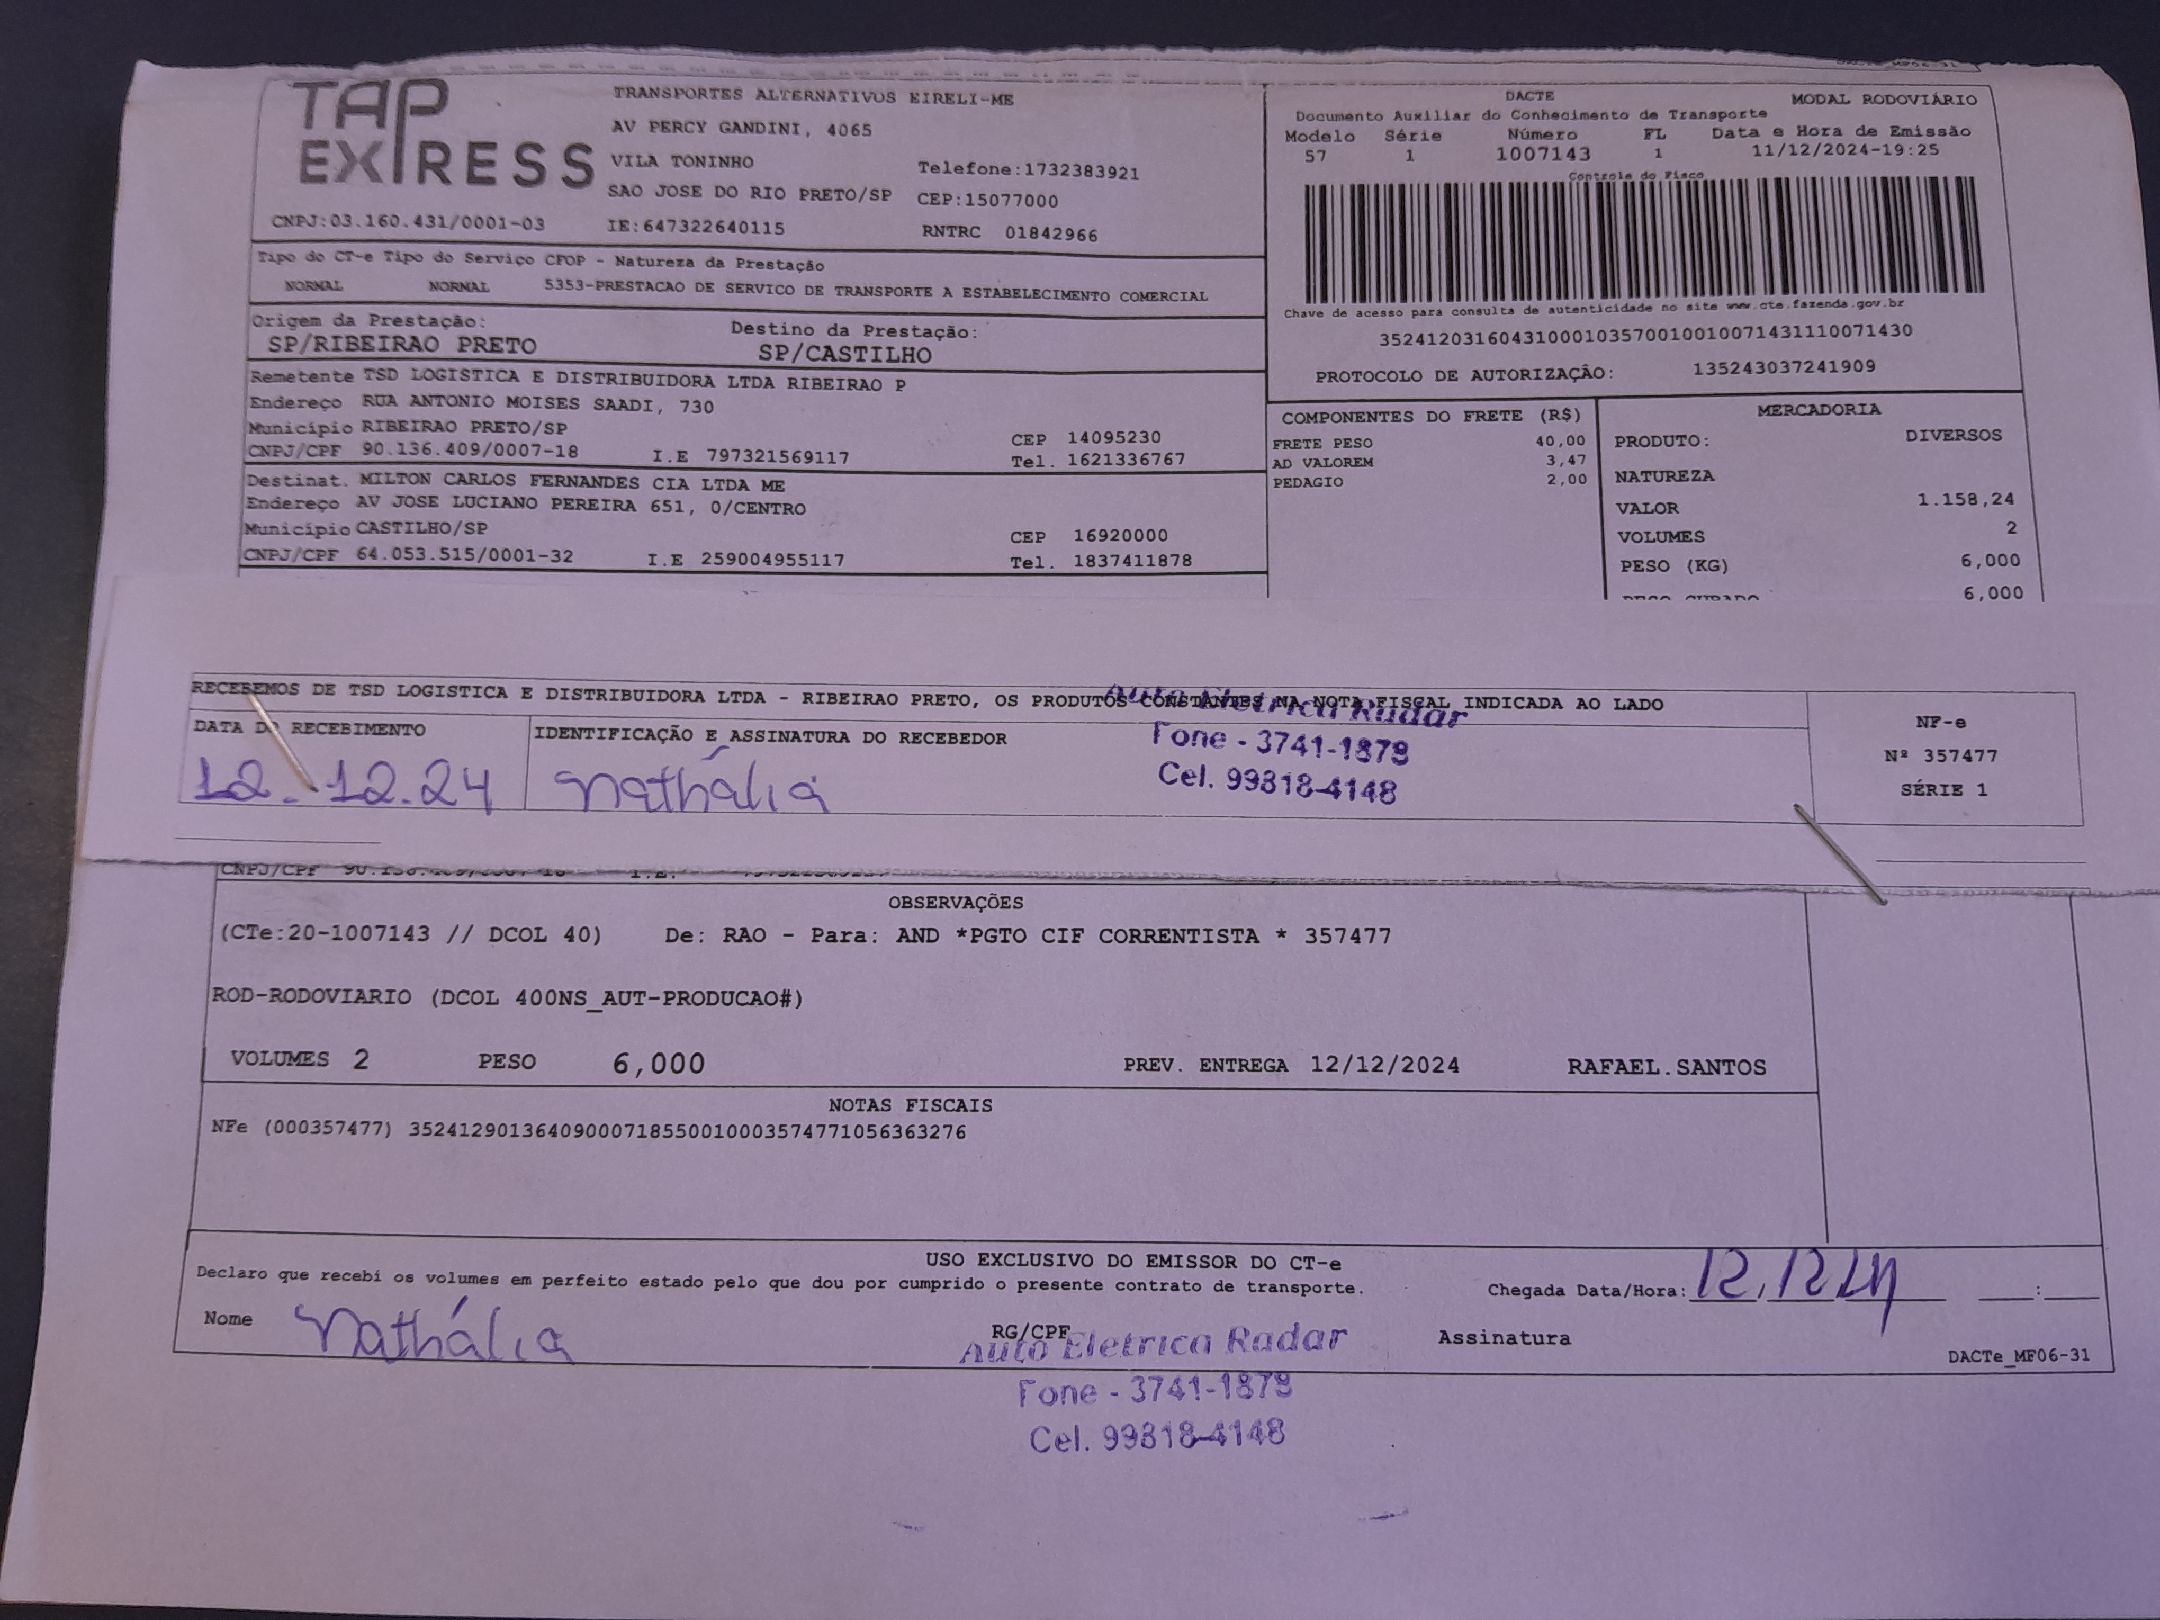 TAP EXPRESS
TRANSPORTES ALTERNATIVOS EIRELI-ME
AV PERCY GANDINI, 4065
VILA TONINHO Telefone:1732383921
SAO JOSE DO RIO PRETO/SP CEP:15077000
CNPJ:03.160.431/0001-03 IE:647322640115 RNTRC 01842966
Tipo do CT-e Tipo do Serviço CFOP - Natureza da Prestação
NORMAL NORMAL 5353-PRESTACAO DE SERVICO DE TRANSPORTE A ESTABELECIMENTO COMERCIAL
Origem da Prestação: Destino da Prestação:
SP/RIBEIRAO PRETO SP/CASTILHO
Remetente TSD LOGISTICA E DISTRIBUIDORA LTDA RIBEIRAO P
Endereço RUA ANTONIO MOISES SAADI, 730
Município RIBEIRAO PRETO/SP CEP 14095230
CNPJ/CPF 90.136.409/0007-18 I.E 797321569117 Tel. 1621336767
Destinat. MILTON CARLOS FERNANDES CIA LTDA ME
Endereço AV JOSE LUCIANO PEREIRA 651, 0/CENTRO
Município CASTILHO/SP CEP 16920000
CNPJ/CPF 64.053.515/0001-32 I.E 259004955117 Tel. 1837411878
DACTE MODAL RODOVIÁRIO
Documento Auxiliar do Conhecimento de Transporte
Modelo Série Número FL Data e Hora de Emissão
57 1 1007143 1 11/12/2024-19:25
Controle do Fisco
Chave de acesso para consulta de autenticidade no site www.cte.fazenda.gov.br
35241203160431000103570010010071431110071430
PROTOCOLO DE AUTORIZAÇÃO: 135243037241909
COMPONENTES DO FRETE (R$)
FRETE PESO 40,00
AD VALOREM 3,47
PEDAGIO 2,00
MERCADORIA
PRODUTO: DIVERSOS
NATUREZA
VALOR 1.158,24
VOLUMES 2
PESO (KG) 6,000
PESO CUBADO 6,000
RECEBEMOS DE TSD LOGISTICA E DISTRIBUIDORA LTDA - RIBEIRAO PRETO, OS PRODUTOS CONSTANTES NA NOTA FISCAL INDICADA AO LADO
DATA DO RECEBIMENTO IDENTIFICAÇÃO E ASSINATURA DO RECEBEDOR
12.12.24 Nathália
Auto Eletrica Radar
Fone - 3741-1878
Cel. 99818-4148
NF-e
Nº 357477
SÉRIE 1
CNPJ/CPF 90.136.409/0007-18 I.E.
OBSERVAÇÕES
(CTe:20-1007143 // DCOL 40) De: RAO - Para: AND *PGTO CIF CORRENTISTA * 357477
ROD-RODOVIARIO (DCOL 400NS_AUT-PRODUCAO#)
VOLUMES 2 PESO 6,000 PREV. ENTREGA 12/12/2024 RAFAEL.SANTOS
NOTAS FISCAIS
NFe (000357477) 35241290136409000718550010003574771056363276
USO EXCLUSIVO DO EMISSOR DO CT-e
Declaro que recebi os volumes em perfeito estado pelo que dou por cumprido o presente contrato de transporte. Chegada Data/Hora: 12,12 24 :
Nome Nathália RG/CPF Assinatura
Auto Eletrica Radar
DACTe_MF06-31
Fone - 3741-1878
Cel. 99818-4148